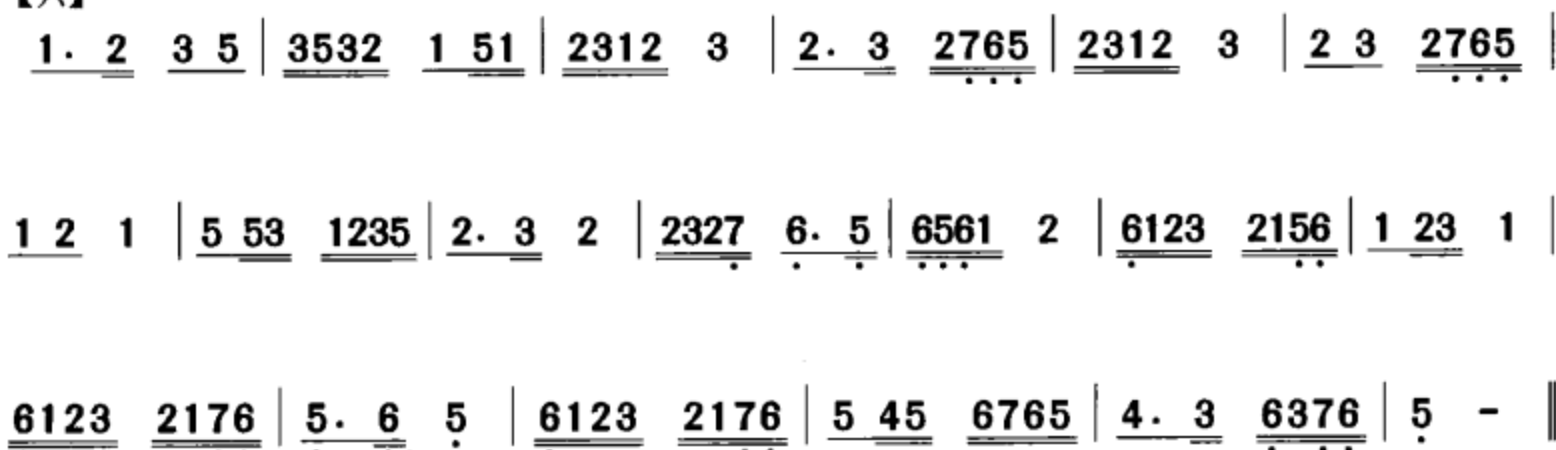 1· 2 3 5 | 3532 1 51 | 2312 3 | 2· 3 2765 | 2312 3 | 2 3 2765 |
1 2 1 | 5 53 1235 | 2· 3 2 | 2327 6· 5 | 6561 2 | 6123 2156 | 1 23 1 |
6123 2176 | 5· 6 5 | 6123 2176 | 5 45 6765 | 4· 3 6376 | 5 - ‖